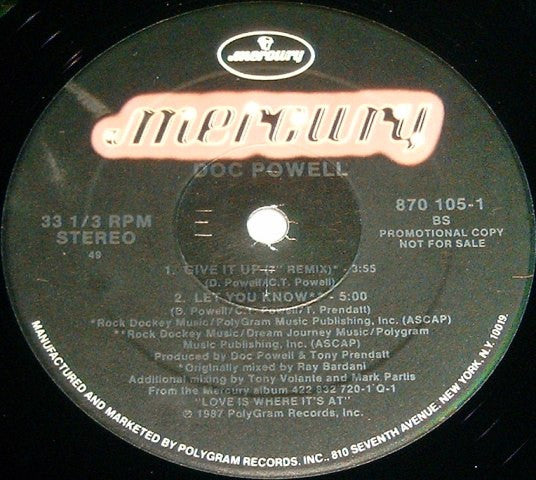 mercury
mercury
DOC POWELL
33 1/3 RPM
STEREO
49
870 105-1
BS
PROMOTIONAL COPY
NOT FOR SALE
1. GIVE IT UP (7" REMIX)* - 3:55
(D. Powell/C.T. Powell)
2. LET YOU KNOW** - 5:00
(B. Powell/C.T. Powell/T. Prendatt)
*Rock Dockey Music/PolyGram Music Publishing, Inc. (ASCAP)
**Rock Dockey Music/Dream Journey Music/Polygram
Music Publishing, Inc. (ASCAP)
Produced by Doc Powell & Tony Prendatt
*Originally mixed by Ray Bardani
Additional mixing by Tony Volante and Mark Partis
From the Mercury album 422 832 720-1 Q-1
"LOVE IS WHERE IT'S AT"
℗ 1987 PolyGram Records, Inc.
MANUFACTURED AND MARKETED BY POLYGRAM RECORDS, INC., 810 SEVENTH AVENUE, NEW YORK, N.Y. 10019.